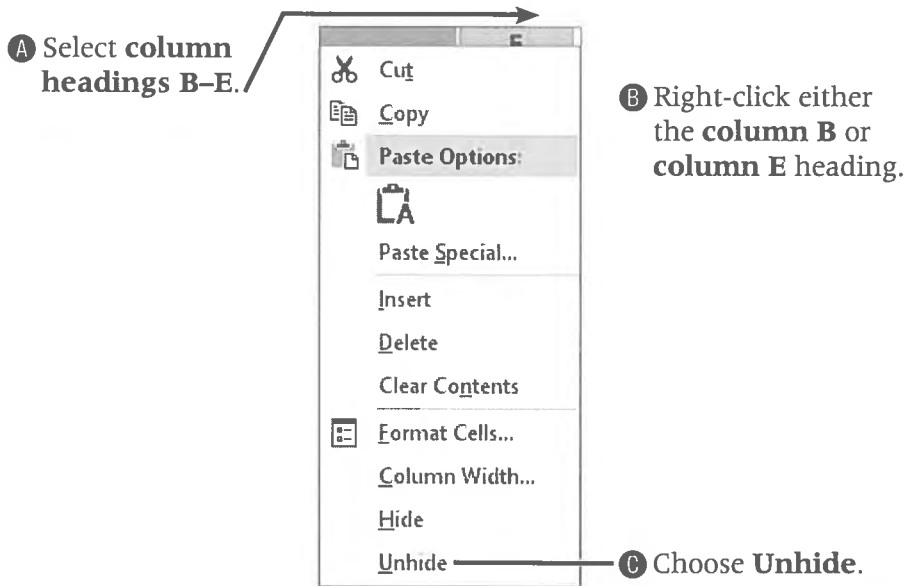 A Select column
headings B–E.
E
Cut
Copy
Paste Options:
A
Paste Special...
Insert
Delete
Clear Contents
Format Cells...
Column Width...
Hide
Unhide
B Right-click either
the column B or
column E heading.
C Choose Unhide.